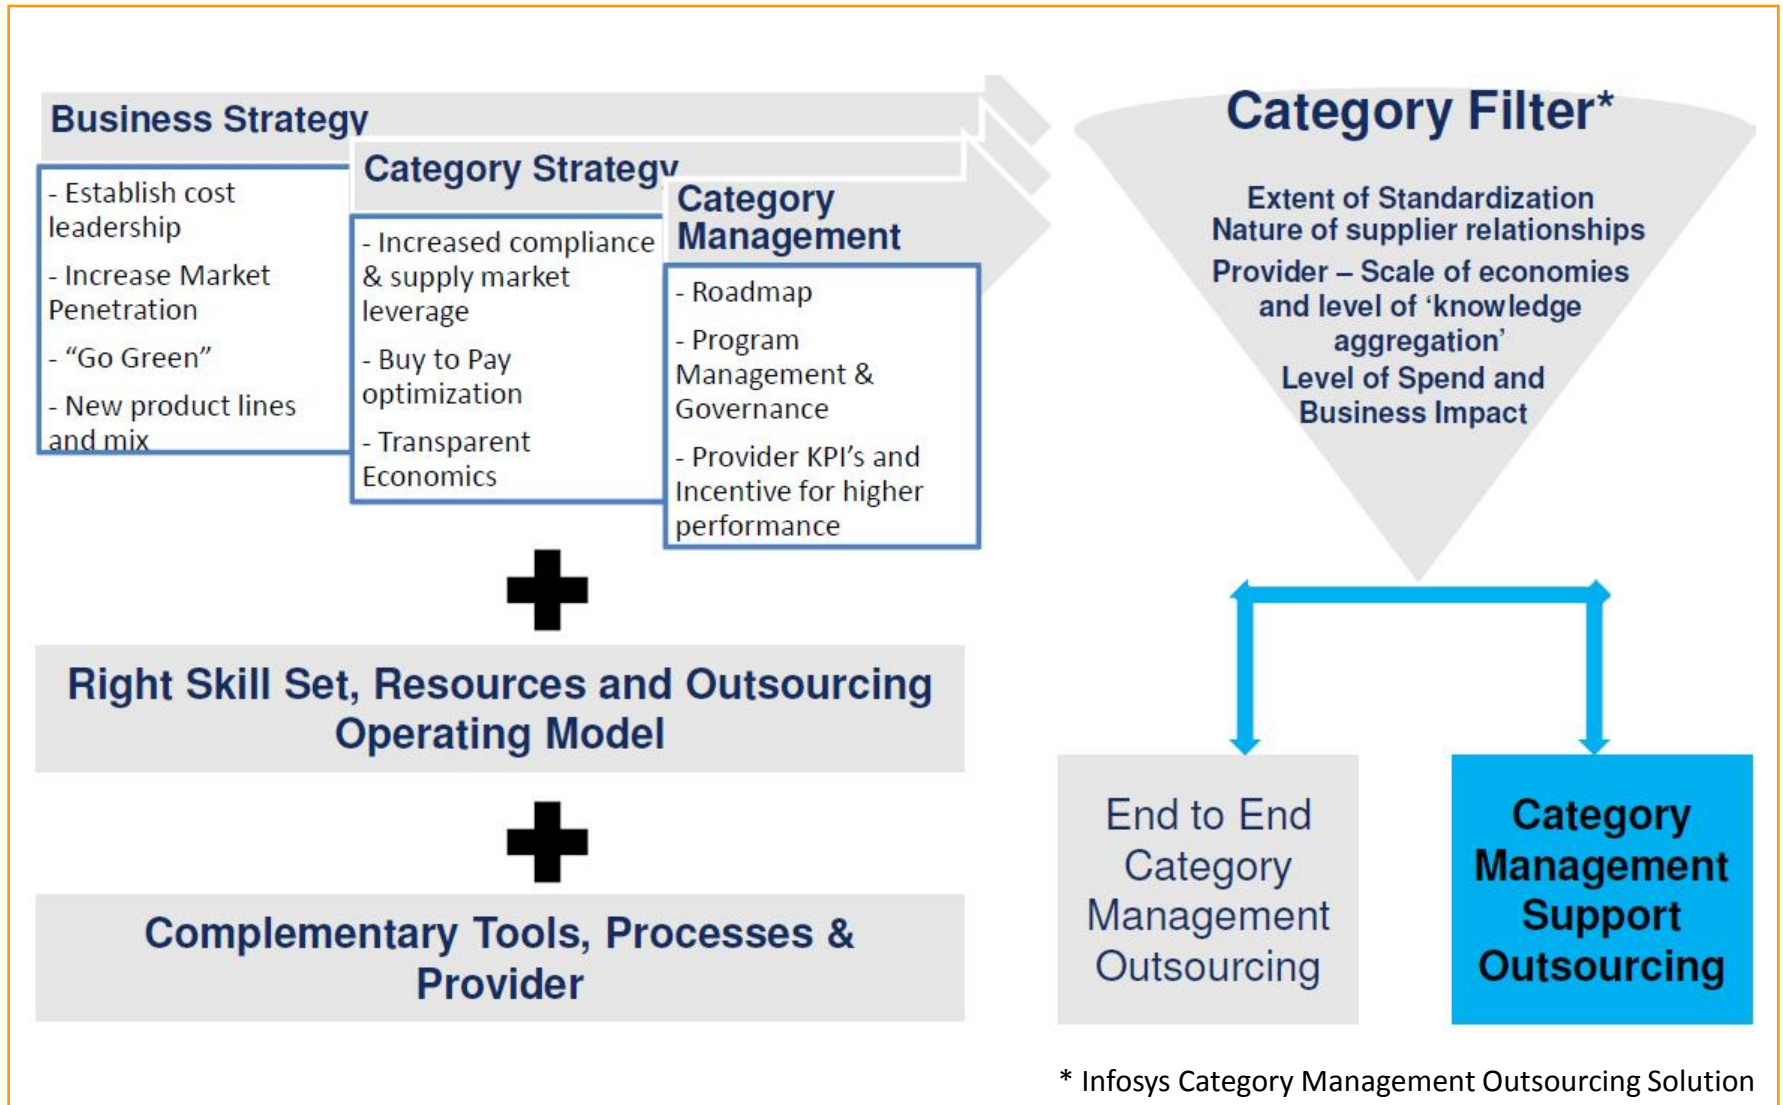 Business Strategy
- Establish cost
leadership
- Increase Market
Penetration
- “Go Green”
- New product lines
and mix
Category Strategy
- Increased compliance
& supply market
leverage
- Buy to Pay
optimization
- Transparent
Economics
Category
Management
- Roadmap
- Program
Management &
Governance
- Provider KPI’s and
Incentive for higher
performance
Right Skill Set, Resources and Outsourcing
Operating Model
Complementary Tools, Processes &
Provider
Category Filter*
Extent of Standardization
Nature of supplier relationships
Provider – Scale of economies
and level of ‘knowledge
aggregation’
Level of Spend and
Business Impact
End to End
Category
Management
Outsourcing
Category
Management
Support
Outsourcing
* Infosys Category Management Outsourcing Solution